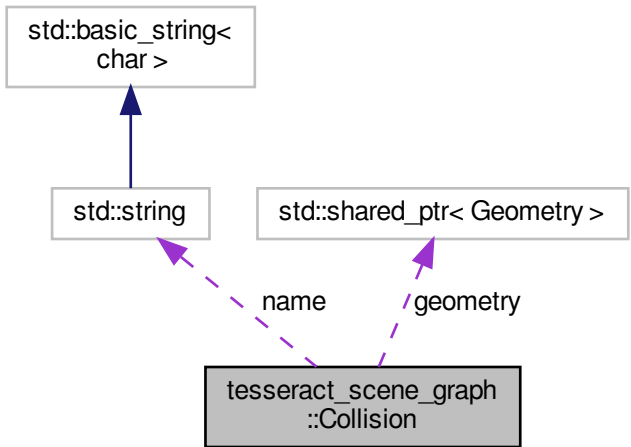 std::basic_string<
char >
std::string
std::shared_ptr< Geometry >
name
geometry
tesseract_scene_graph
::Collision